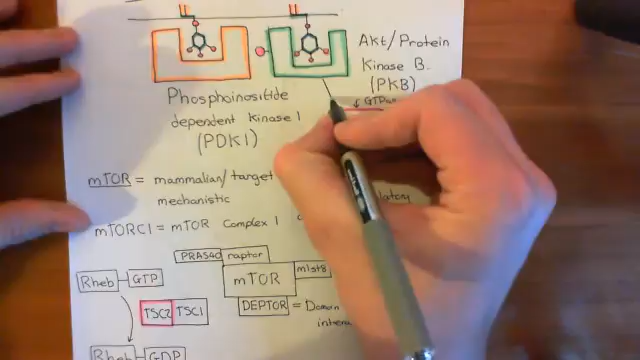 Akt/Protein
Kinase B.
(PKB)
Phosphoinositide
dependent Kinase 1
(PDK1)
mTOR = mammalian/target
mechanistic
mTORC1 = mTOR Complex 1
PRAS40 raptor
mTOR
mlst8
DEPTOR = Domain
Rheb GTP
TSC2 TSC1
Rheb GDP